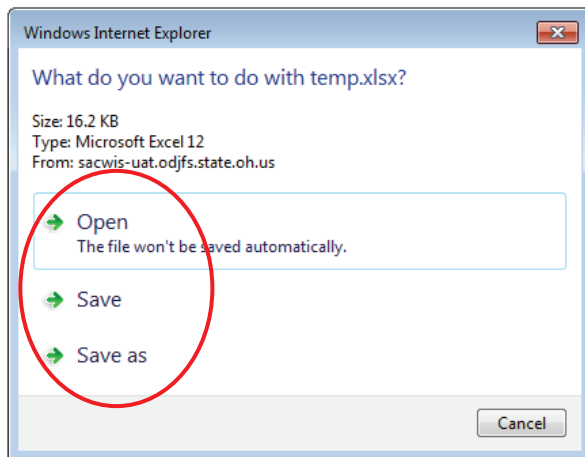 Windows Internet Explorer
What do you want to do with temp.xlsx?
Size: 16.2 KB
Type: Microsoft Excel 12
From: sacwis-uat.odjfs.state.oh.us
Open
The file won't be saved automatically.
Save
Save as
Cancel